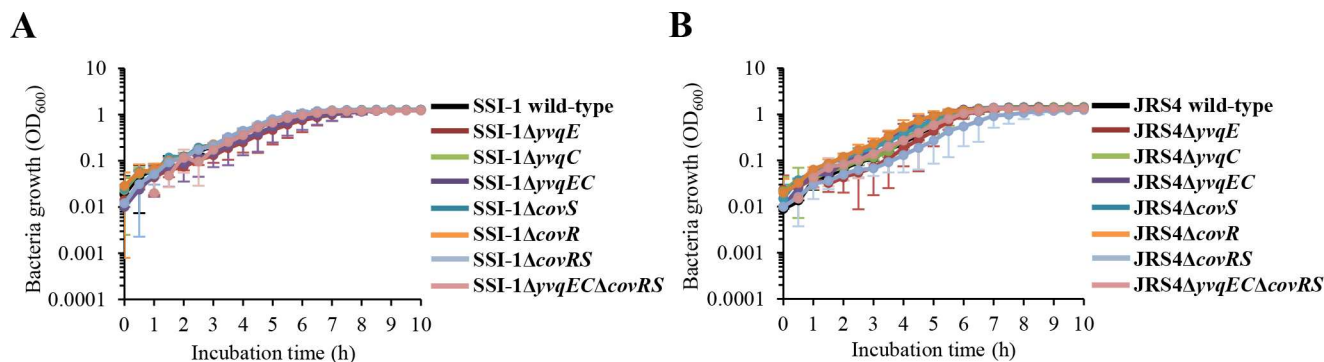 A
Bacteria growth (OD600)
10
1
0.1
0.01
0.001
0.0001
0 1 2 3 4 5 6 7 8 9 10
Incubation time (h)
SSI-1 wild-type
SSI-1ΔyvqE
SSI-1ΔyvqC
SSI-1ΔyvqEC
SSI-1ΔcovS
SSI-1ΔcovR
SSI-1ΔcovRS
SSI-1ΔyvqECΔcovRS
B
Bacteria growth (OD600)
10
1
0.1
0.01
0.001
0.0001
0 1 2 3 4 5 6 7 8 9 10
Incubation time (h)
JRS4 wild-type
JRS4ΔyvqE
JRS4ΔyvqC
JRS4ΔyvqEC
JRS4ΔcovS
JRS4ΔcovR
JRS4ΔcovRS
JRS4ΔyvqECΔcovRS